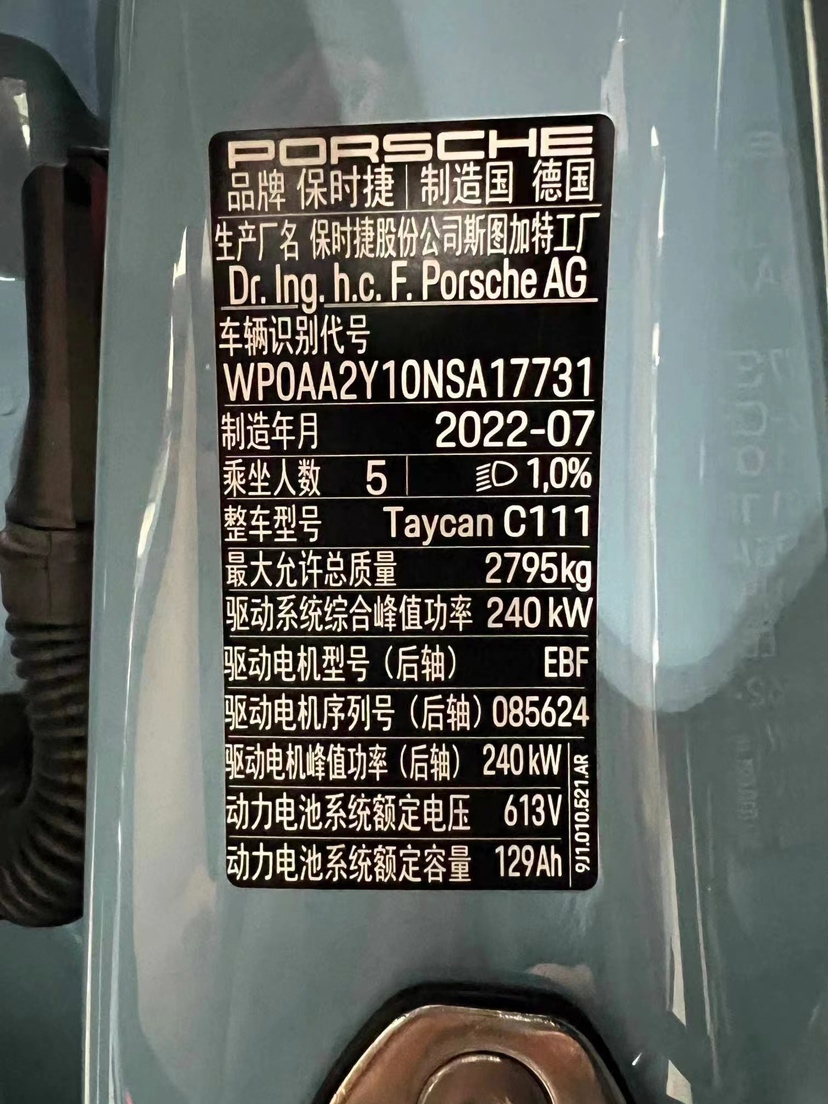 PORSCHE
品牌 保时捷 制造国 德国
生产厂名 保时捷股份公司斯图加特工厂
Dr. Ing. h.c. F. Porsche AG
车辆识别代号
WP0AA2Y10NSA17731
制造年月 2022-07
乘坐人数 5 1,0%
整车型号 Taycan C111
最大允许总质量 2795kg
驱动系统综合峰值功率 240 kW
驱动电机型号（后轴） EBF
驱动电机序列号（后轴） 085624
驱动电机峰值功率（后轴） 240 kW
动力电池系统额定电压 613V
动力电池系统额定容量 129Ah
9J1.010.521.AR